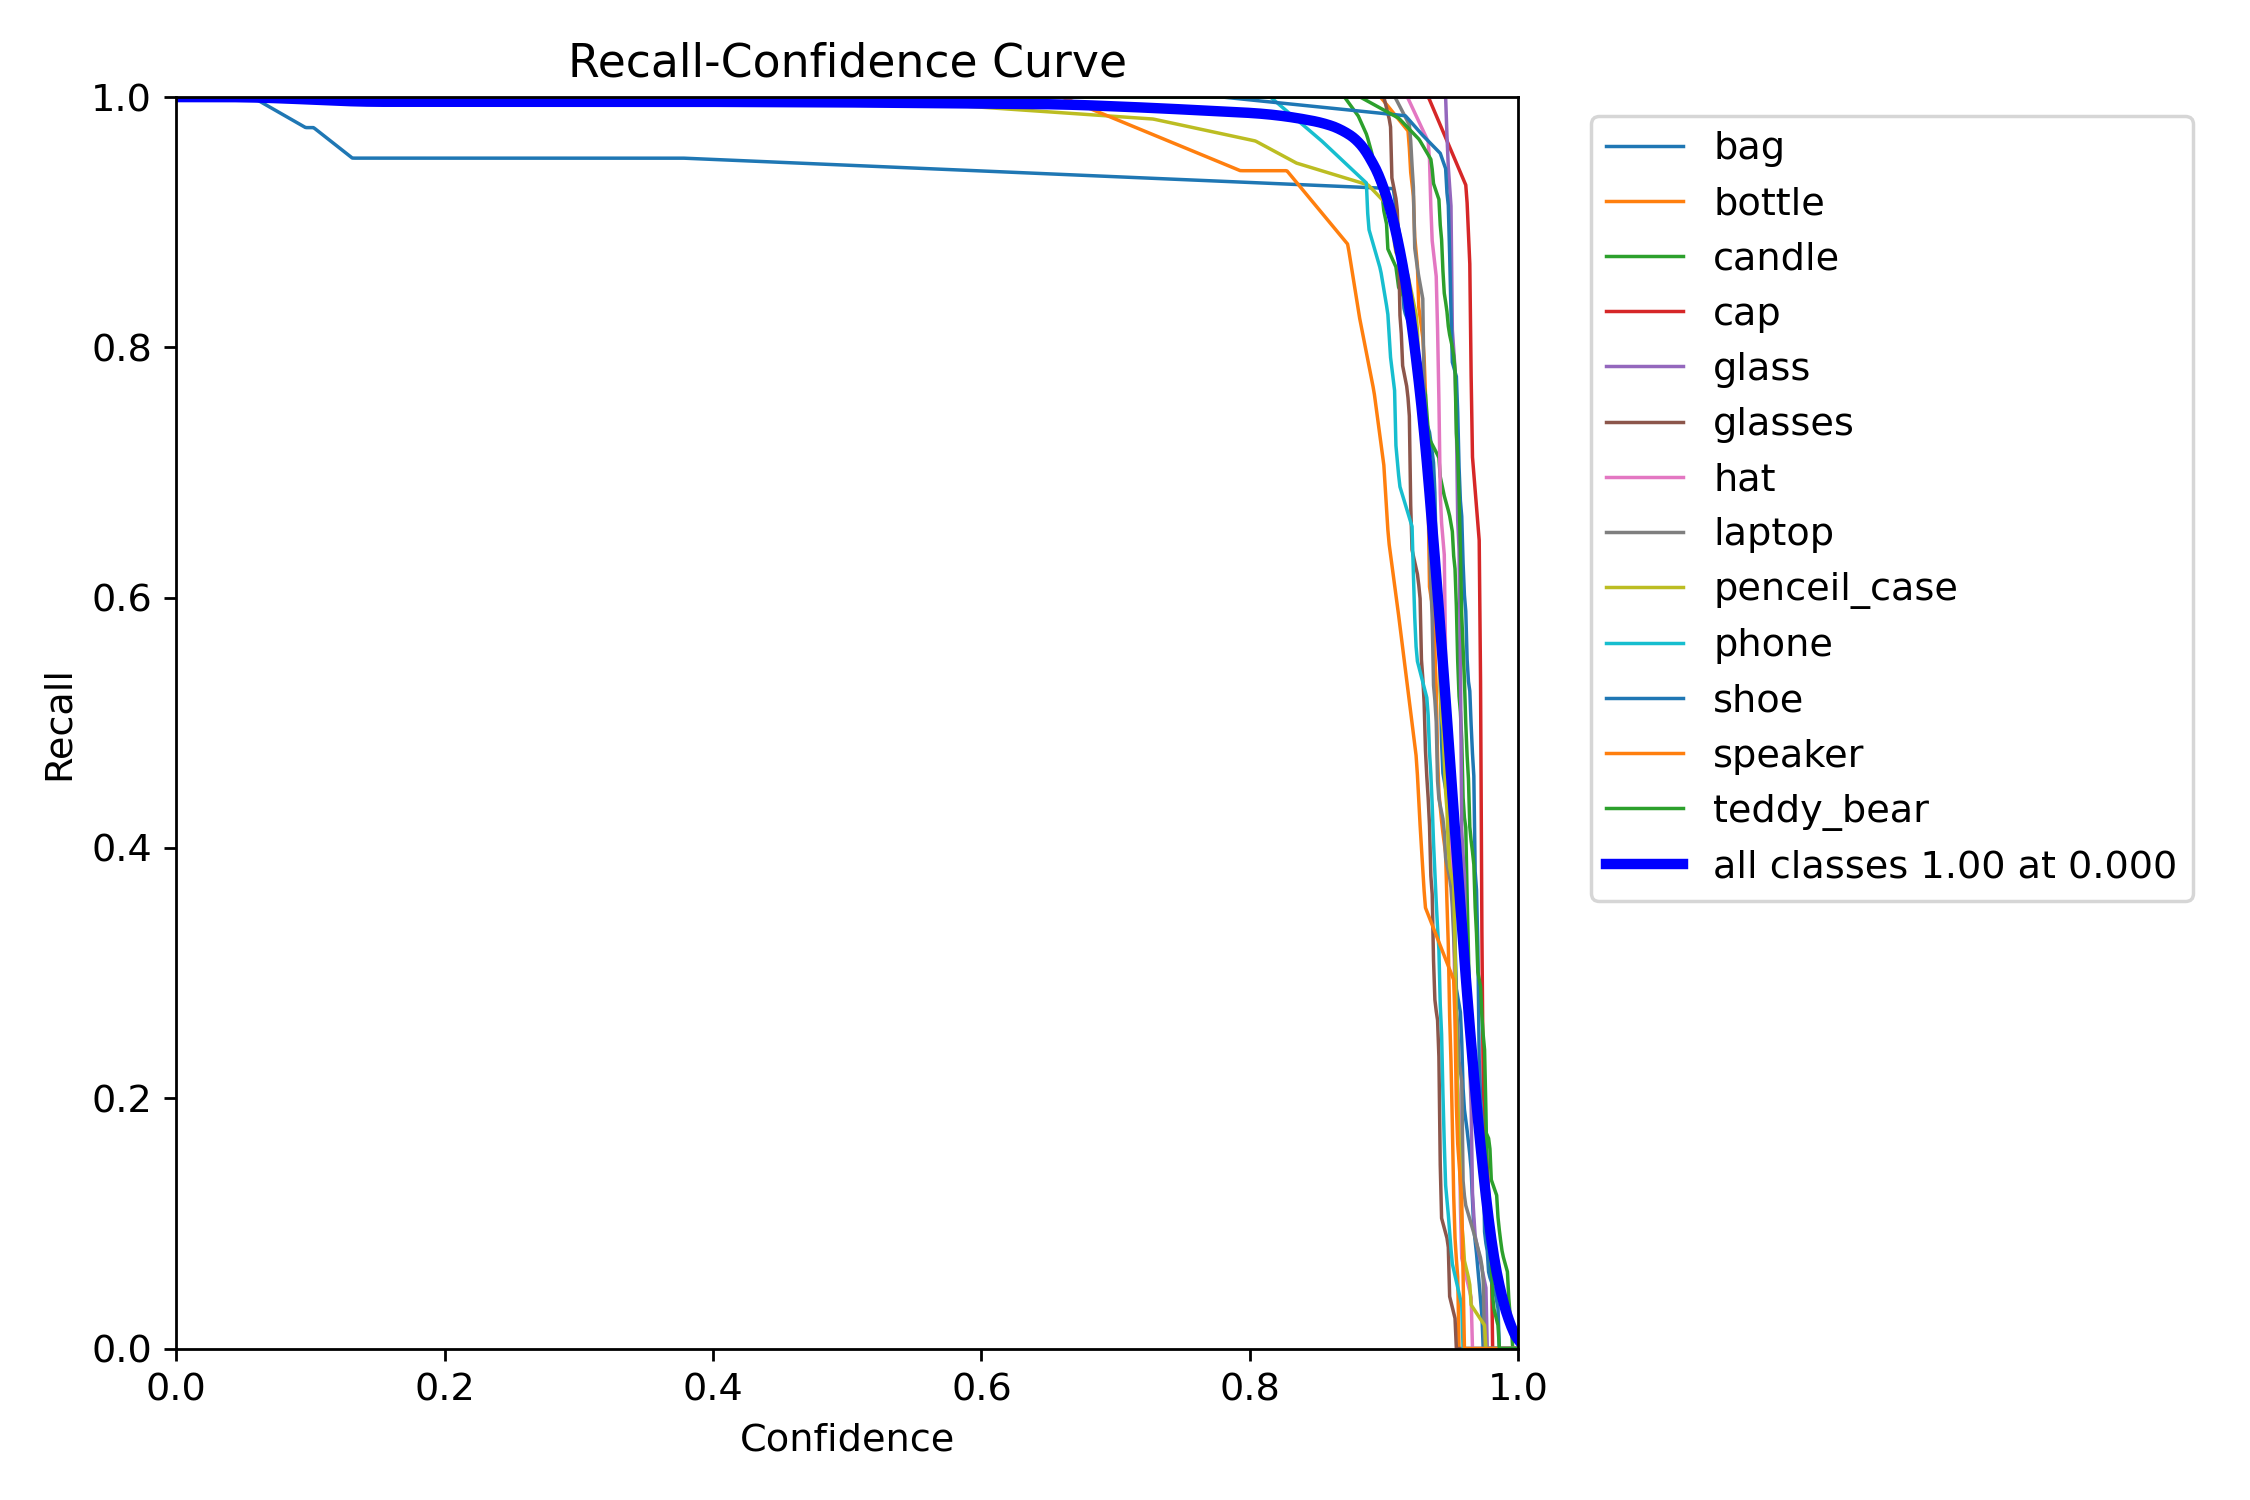 Recall-Confidence Curve
1.0
0.8
0.6
0.4
0.2
0.0
Recall
0.0 0.2 0.4 0.6 0.8 1.0
Confidence
bag
bottle
candle
cap
glass
glasses
hat
laptop
penceil_case
phone
shoe
speaker
teddy_bear
all classes 1.00 at 0.000